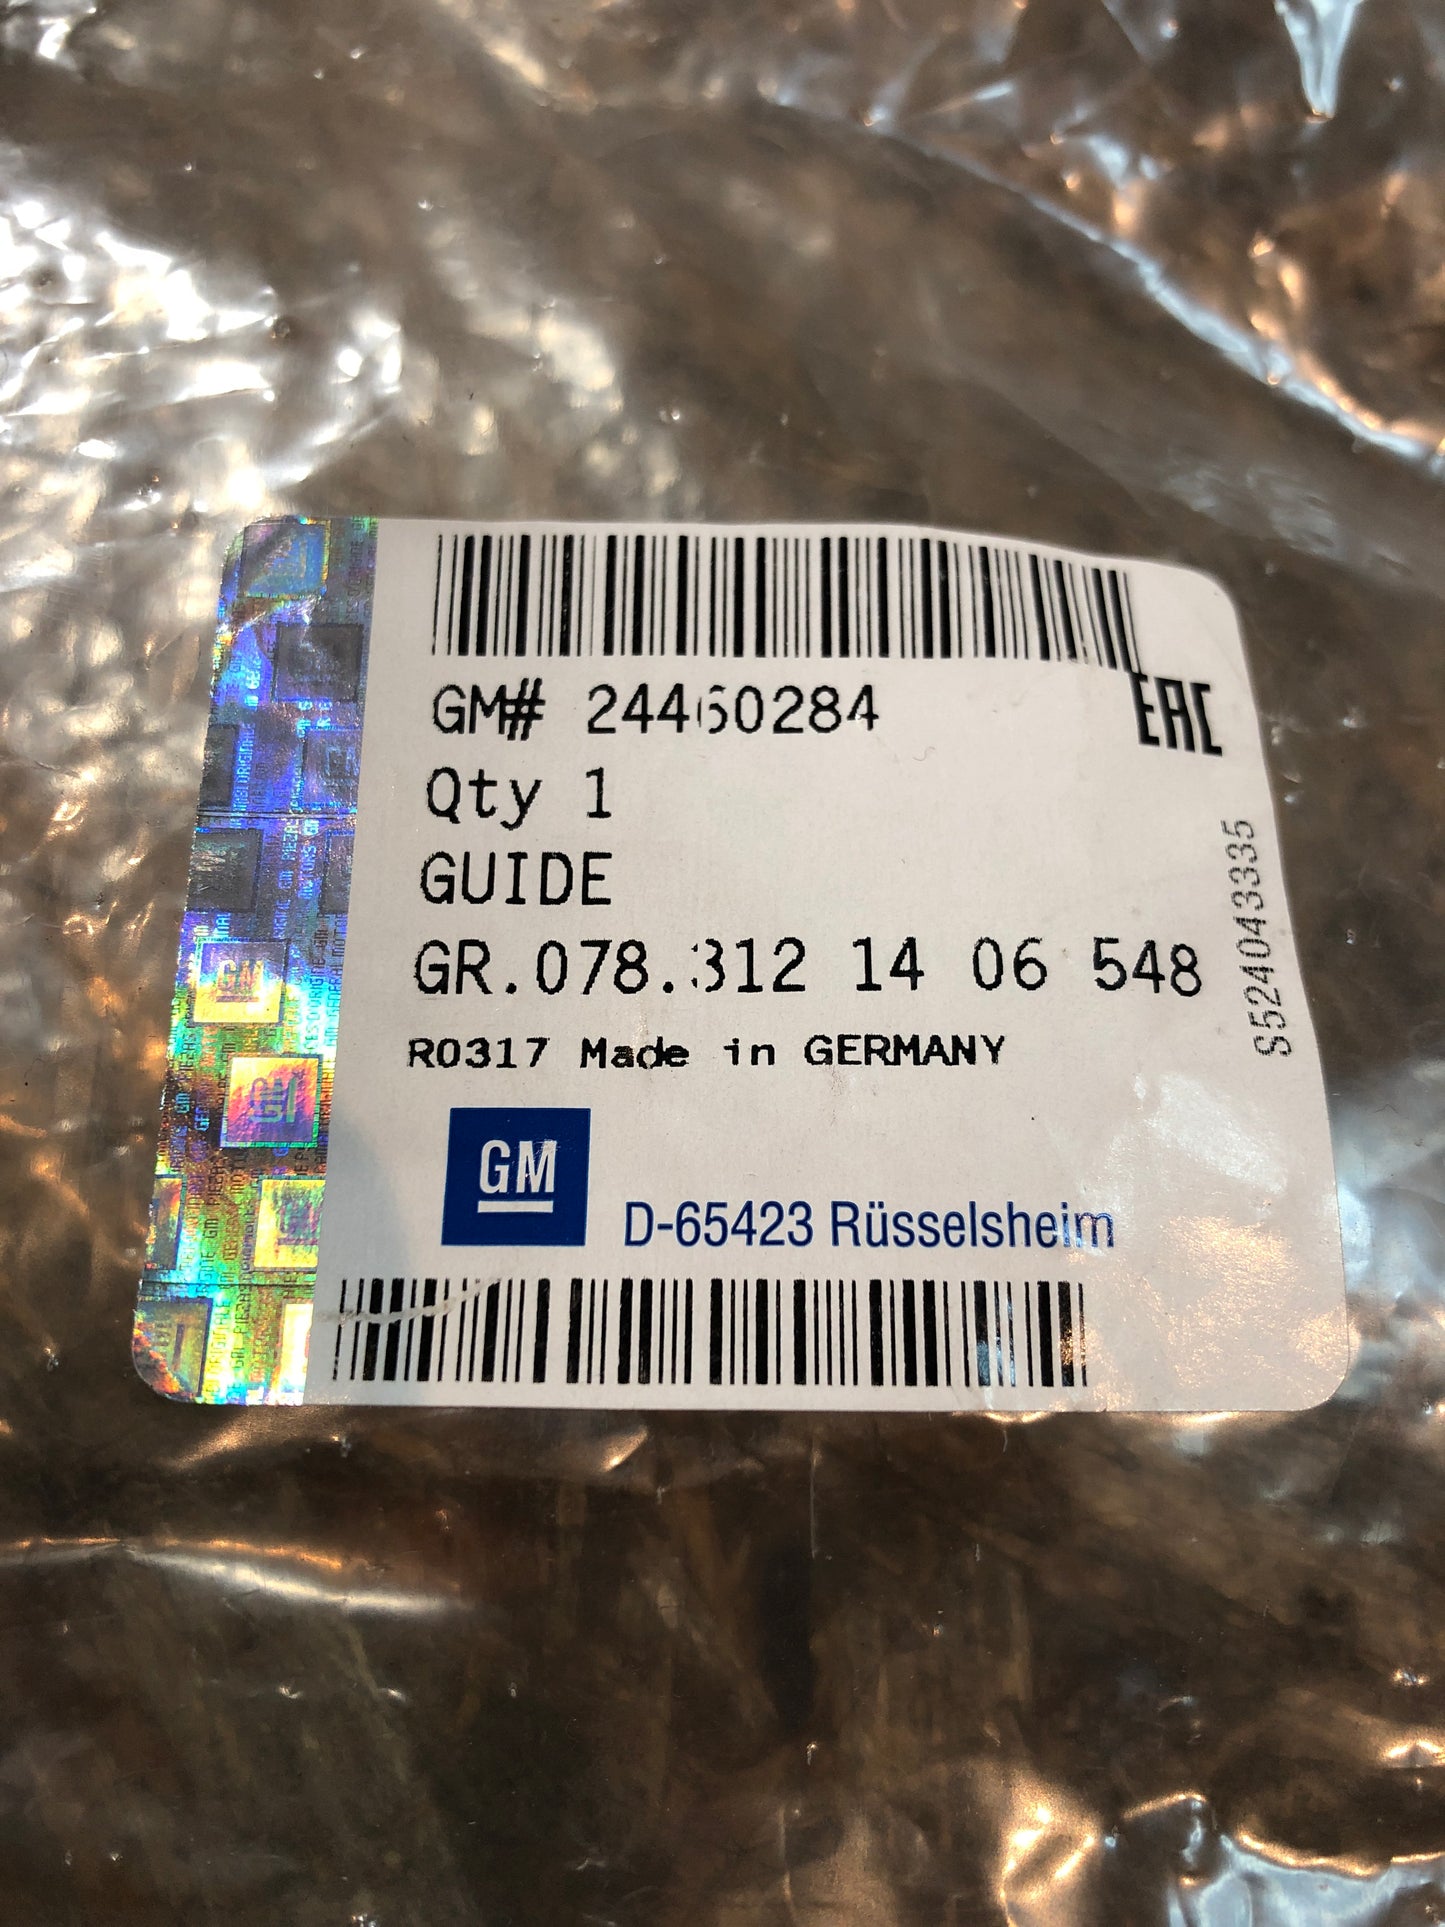 GM# 24460284
EAC
Qty 1
GUIDE
GR.078.312 14 06 548
R0317 Made in GERMANY
S524043335
GM
D-65423 Rüsselsheim